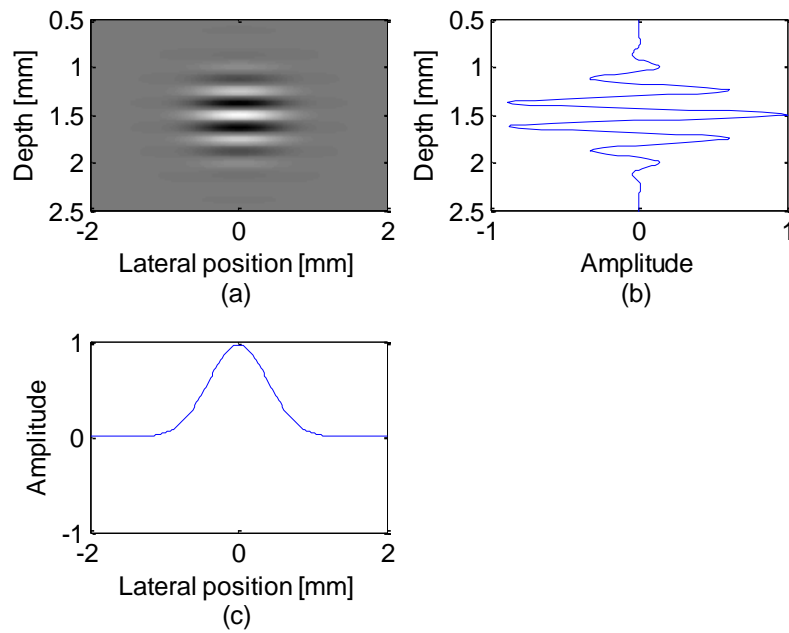 0.5
1
1.5
2
2.5
Depth [mm]
-2
0
2
Lateral position [mm]
(a)
0.5
1
1.5
2
2.5
Depth [mm]
-1
0
1
Amplitude
(b)
1
0
-1
Amplitude
-2
0
2
Lateral position [mm]
(c)